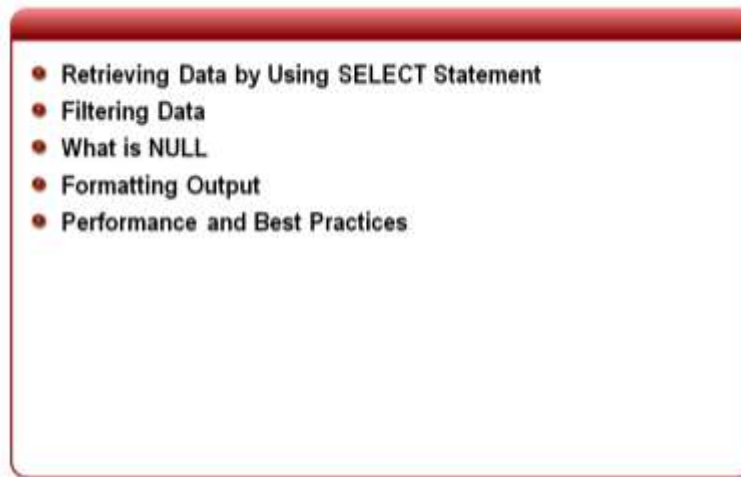 Retrieving Data by Using SELECT Statement
Filtering Data
What is NULL
Formatting Output
Performance and Best Practices